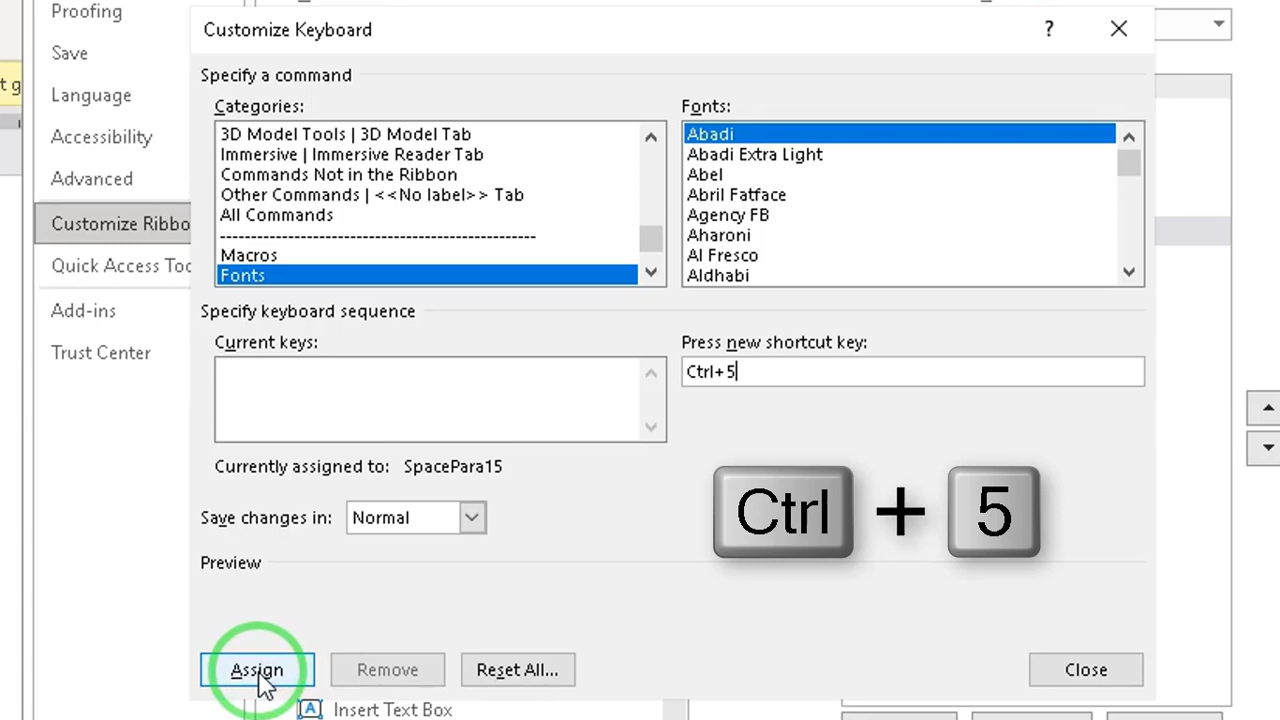 Proofing
Save
Language
Accessibility
Advanced
Customize Ribbo
Quick Access Too
Add-ins
Trust Center
t g
Customize Keyboard
?
Specify a command
Categories:
3D Model Tools | 3D Model Tab
Immersive | Immersive Reader Tab
Commands Not in the Ribbon
Other Commands | <<No label>> Tab
All Commands
------------------------------------------------
Macros
Fonts
Fonts:
Abadi
Abadi Extra Light
Abel
Abril Fatface
Agency FB
Aharoni
Al Fresco
Aldhabi
Specify keyboard sequence
Current keys:
Press new shortcut key:
Ctrl+5
Currently assigned to: SpacePara15
Save changes in: Normal
Ctrl + 5
Preview
Assign Remove Reset All... Close
A Insert Text Box